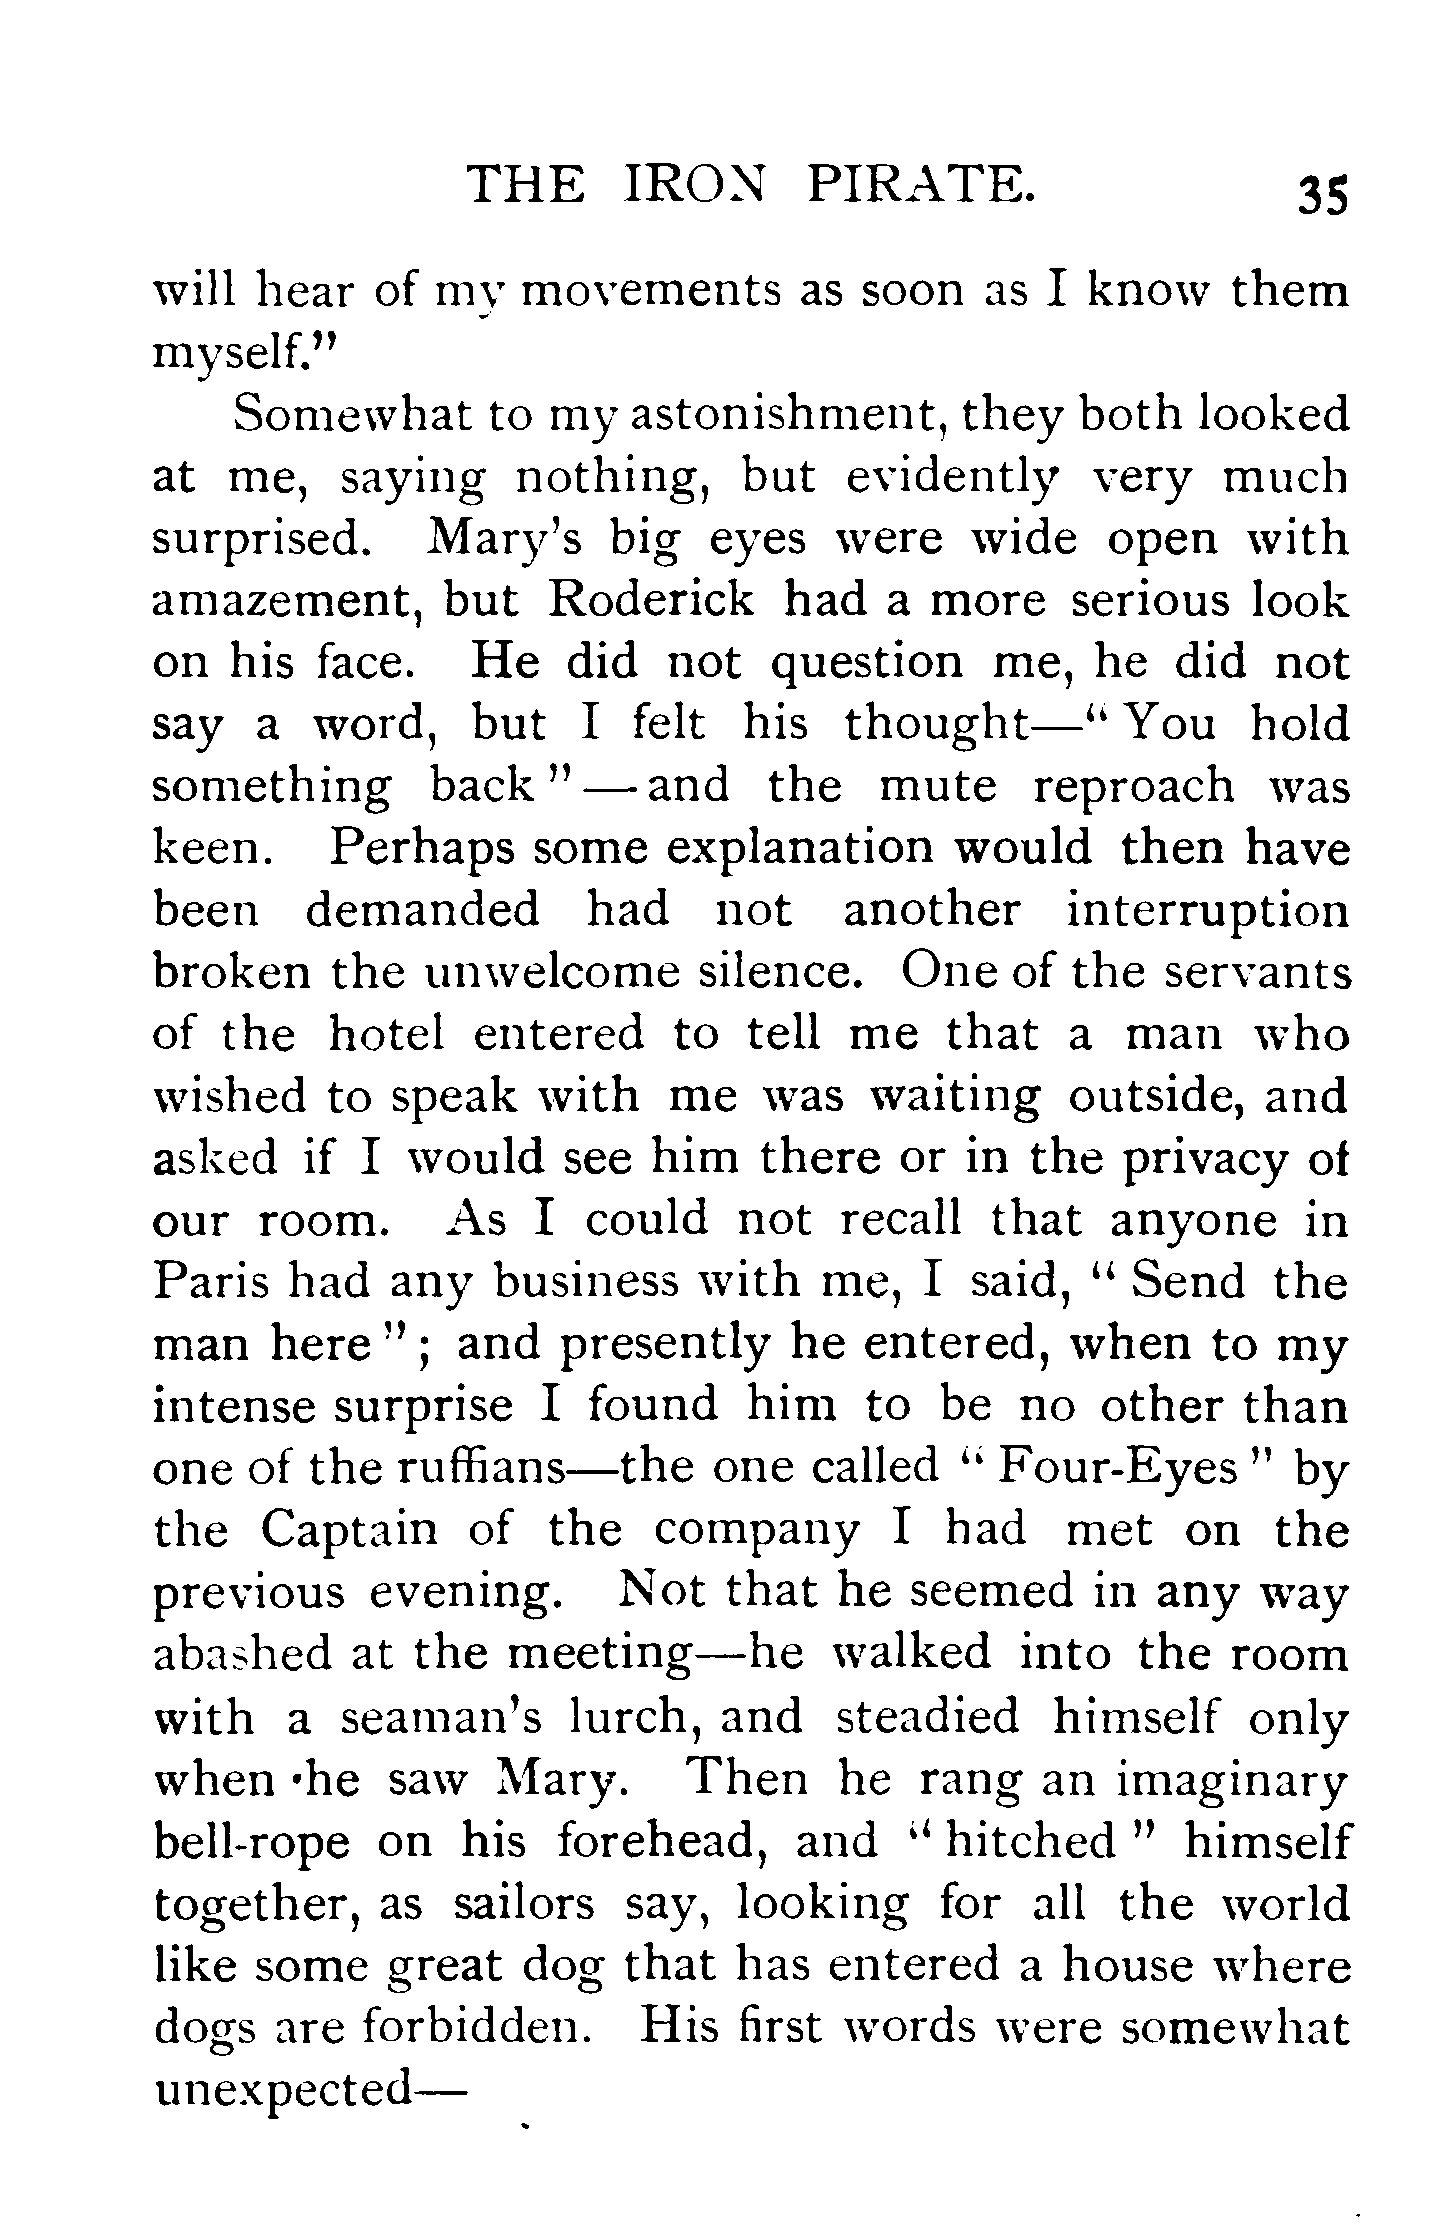 THE IRON PIRATE. 35
will hear of my movements as soon as I know them
myself."
Somewhat to my astonishment, they both looked
at me, saying nothing, but evidently very much
surprised. Mary's big eyes were wide open with
amazement, but Roderick had a more serious look
on his face. He did not question me, he did not
say a word, but I felt his thought—" You hold
something back "—and the mute reproach was
keen. Perhaps some explanation would then have
been demanded had not another interruption
broken the unwelcome silence. One of the servants
of the hotel entered to tell me that a man who
wished to speak with me was waiting outside, and
asked if I would see him there or in the privacy of
our room. As I could not recall that anyone in
Paris had any business with me, I said, " Send the
man here "; and presently he entered, when to my
intense surprise I found him to be no other than
one of the ruffians—the one called " Four-Eyes " by
the Captain of the company I had met on the
previous evening. Not that he seemed in any way
abashed at the meeting—he walked into the room
with a seaman's lurch, and steadied himself only
when he saw Mary. Then he rang an imaginary
bell-rope on his forehead, and " hitched " himself
together, as sailors say, looking for all the world
like some great dog that has entered a house where
dogs are forbidden. His first words were somewhat
unexpected—